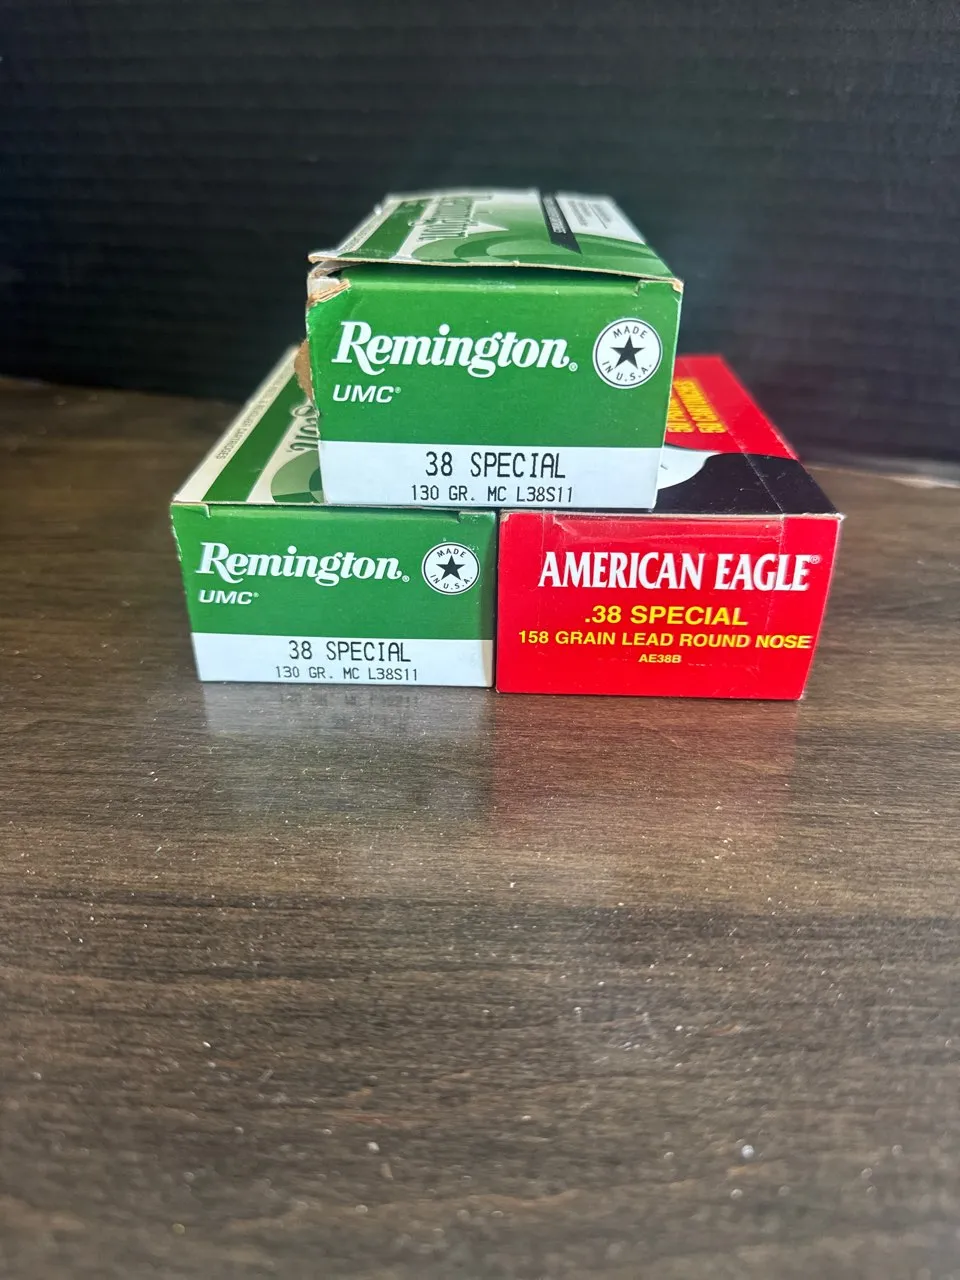 Remington®
UMC®
MADE
IN U.S.A.
38 SPECIAL
130 GR. MC L38S11
Remington®
UMC®
MADE
IN U.S.A.
38 SPECIAL
130 GR. MC L38S11
AMERICAN EAGLE®
.38 SPECIAL
158 GRAIN LEAD ROUND NOSE
AE38B